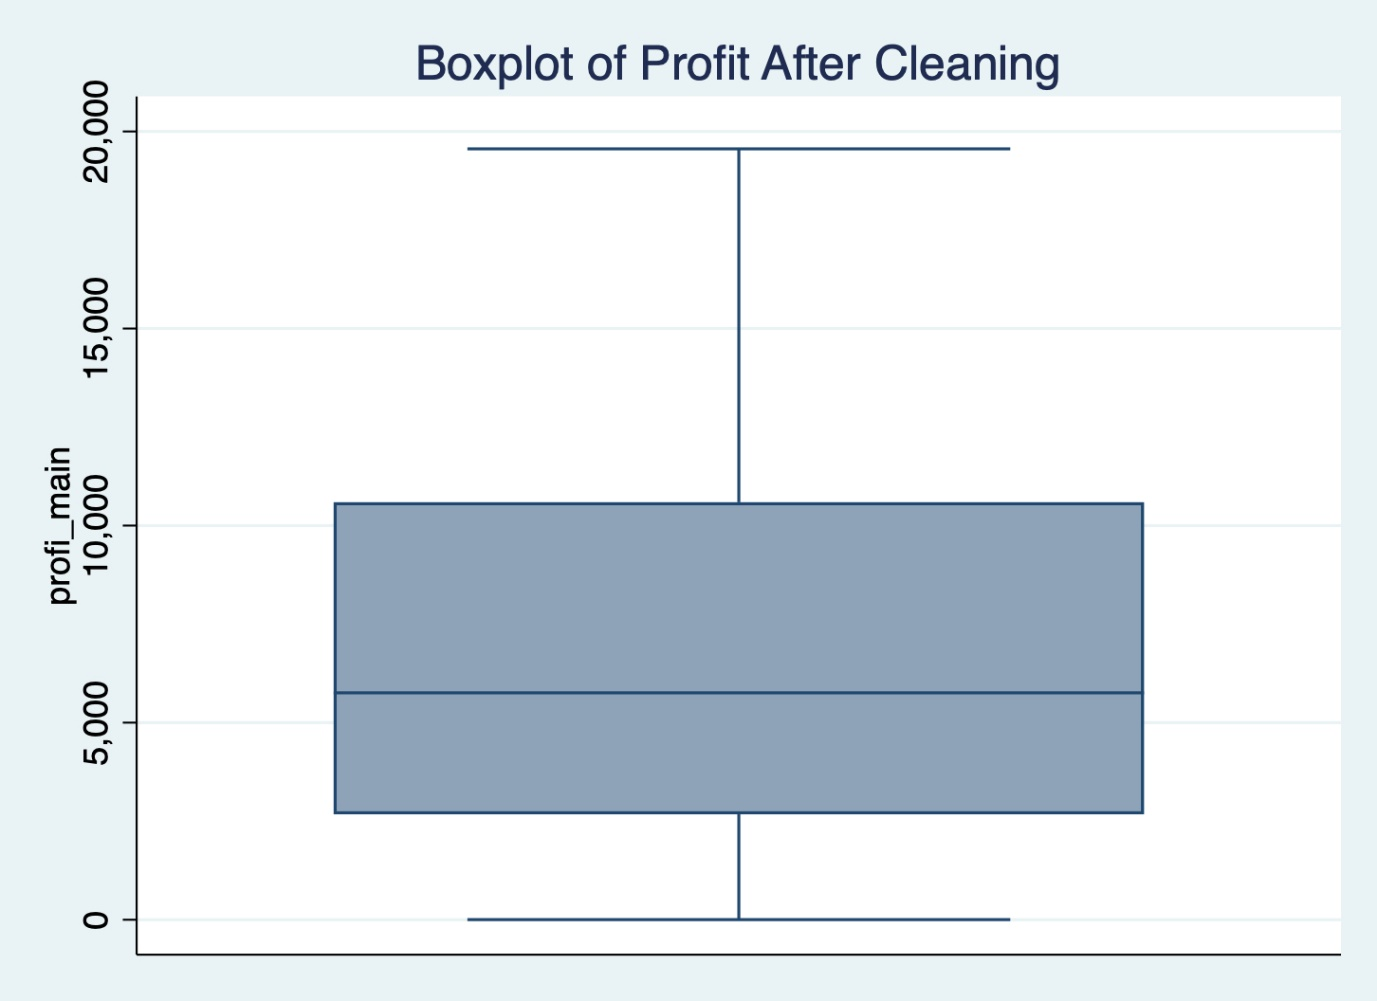 Boxplot of Profit After Cleaning
profi_main
20,000
15,000
10,000
5,000
0